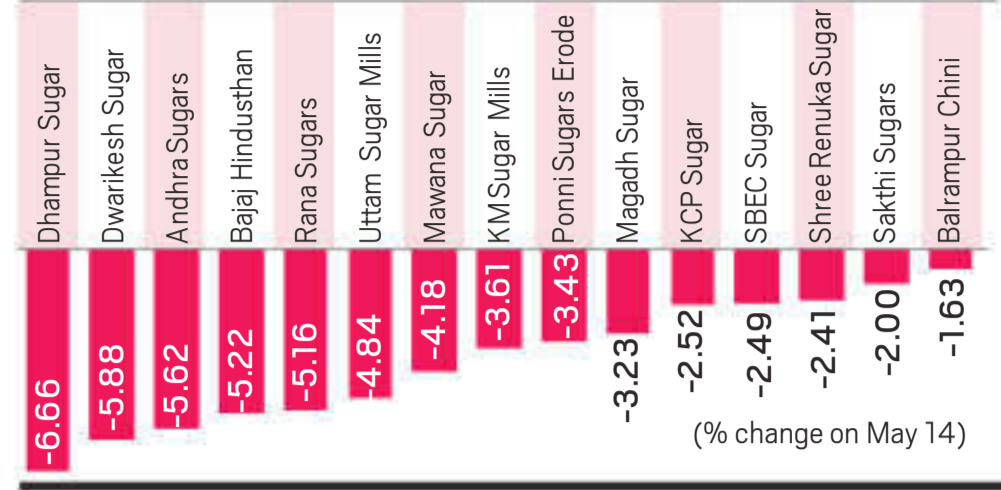 Dhampur Sugar
Dwarikesh Sugar
Andhra Sugars
Bajaj Hindusthan
Rana Sugars
Uttam Sugar Mills
Mawana Sugar
KM Sugar Mills
Ponni Sugars Erode
Magadh Sugar
KCP Sugar
SBEC Sugar
Shree Renuka Sugar
Sakthi Sugars
Balrampur Chini
-6.66
-5.88
-5.62
-5.22
-5.16
-4.84
-4.18
-3.61
-3.43
-3.23
-2.52
-2.49
-2.41
-2.00
-1.63
(% change on May 14)